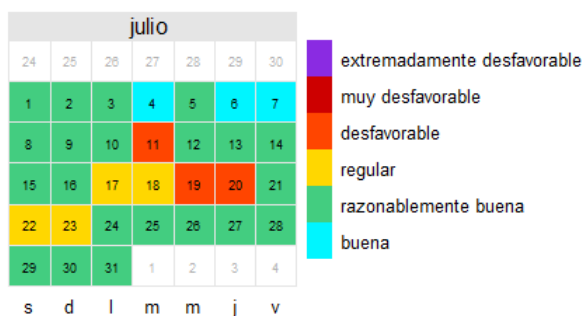 julio
24 25 26 27 28 29 30
1 2 3 4 5 6 7
8 9 10 11 12 13 14
15 16 17 18 19 20 21
22 23 24 25 26 27 28
29 30 31 1 2 3 4
s d l m m j v
extremadamente desfavorable
muy desfavorable
desfavorable
regular
razonablemente buena
buena